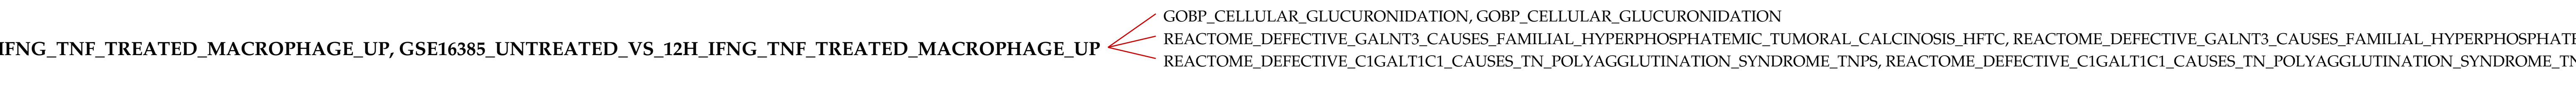 IFNG_TNF_TREATED_MACROPHAGE_UP, GSE16385_UNTREATED_VS_12H_IFNG_TNF_TREATED_MACROPHAGE_UP
GOBP_CELLULAR_GLUCURONIDATION, GOBP_CELLULAR_GLUCURONIDATION
REACTOME_DEFECTIVE_GALNT3_CAUSES_FAMILIAL_HYPERPHOSPHATEMIC_TUMORAL_CALCINOSIS_HFTC, REACTOME_DEFECTIVE_GALNT3_CAUSES_FAMILIAL_HYPERPHOSPHATE
REACTOME_DEFECTIVE_C1GALT1C1_CAUSES_TN_POLYAGGLUTINATION_SYNDROME_TNPS, REACTOME_DEFECTIVE_C1GALT1C1_CAUSES_TN_POLYAGGLUTINATION_SYNDROME_TN